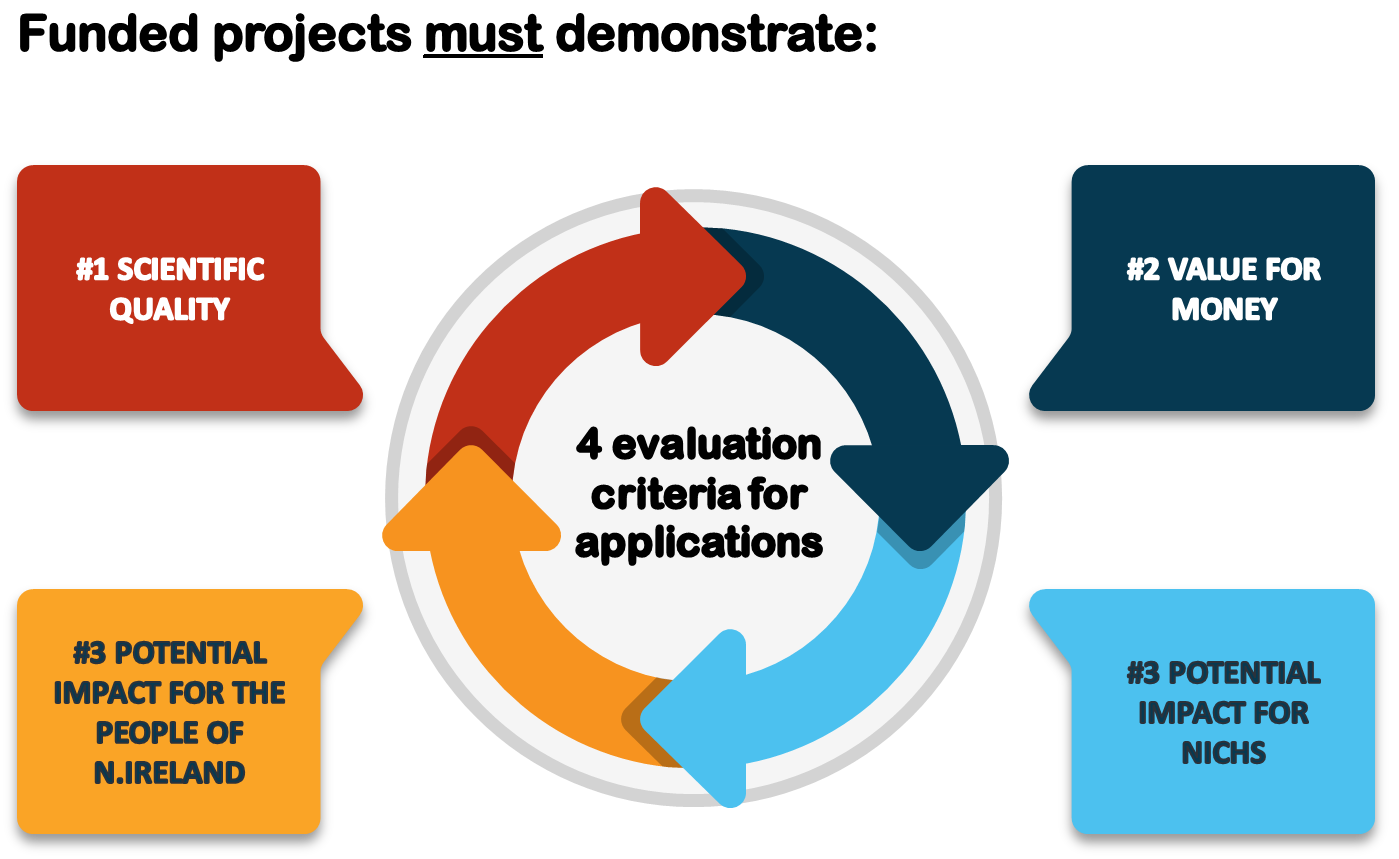 Funded projects must demonstrate:
#1 SCIENTIFIC
QUALITY
#2 VALUE FOR
MONEY
4 evaluation
criteria for
applications
#3 POTENTIAL
IMPACT FOR THE
PEOPLE OF
N.IRELAND
#3 POTENTIAL
IMPACT FOR
NICHS